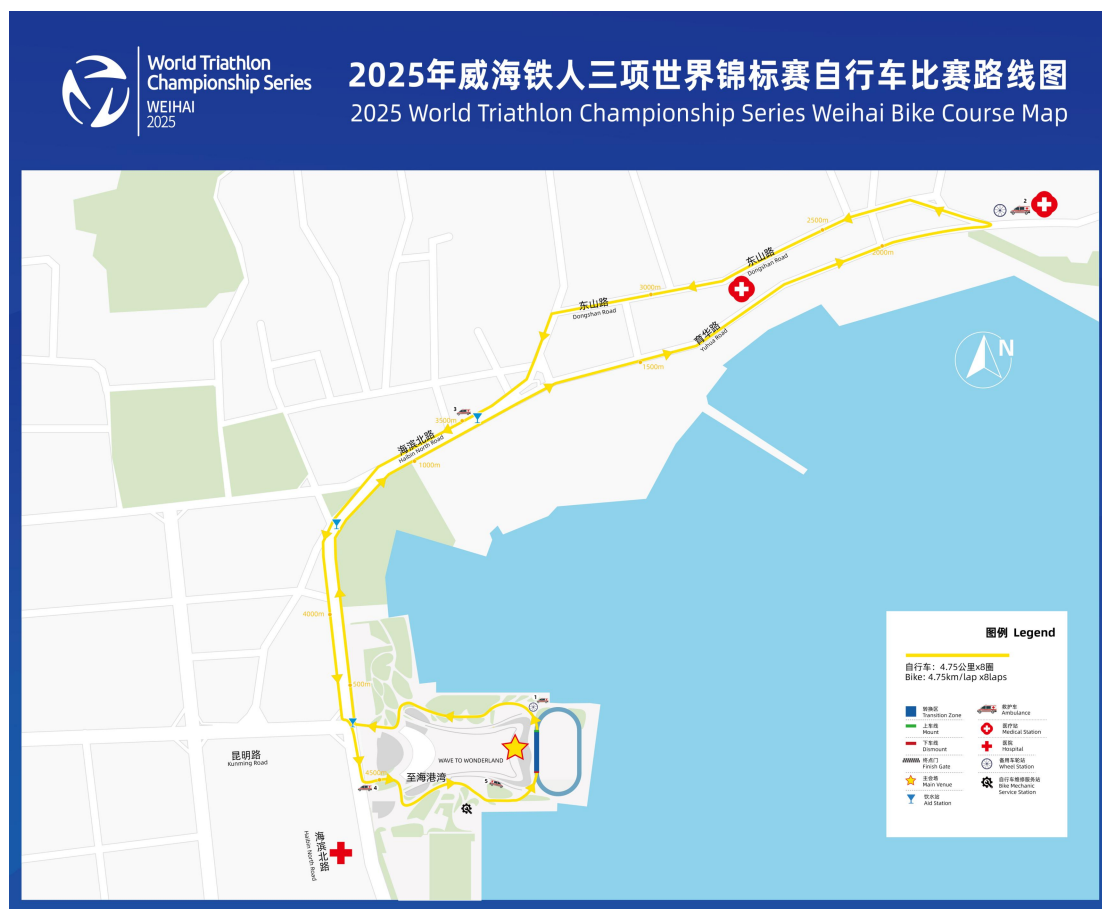 World Triathlon
Championship Series
WEIHAI
2025
2025年威海铁人三项世界锦标赛自行车比赛路线图
2025 World Triathlon Championship Series Weihai Bike Course Map
2
2500m
2000m
东山路
Dongshan Road
3000m
东山路
Dongshan Road
育华路
Yuhua Road
N
1500m
3
3500m
海滨北路
Haibin North Road
1000m
4000m
500m
1
昆明路
Kunming Road
WAVE TO WONDERLAND
4500m
至海港湾
5
4
海滨北路
Haibin North Road
图例 Legend
自行车：4.75公里x8圈
Bike: 4.75km/lap x8laps
转换区
Transition Zone
上车线
Mount
下车线
Dismount
终点门
Finish Gate
主会场
Main Venue
饮水站
Aid Station
救护车
Ambulance
医疗站
Medical Station
医院
Hospital
备用车轮站
Wheel Station
自行车维修服务站
Bike Mechanic
Service Station